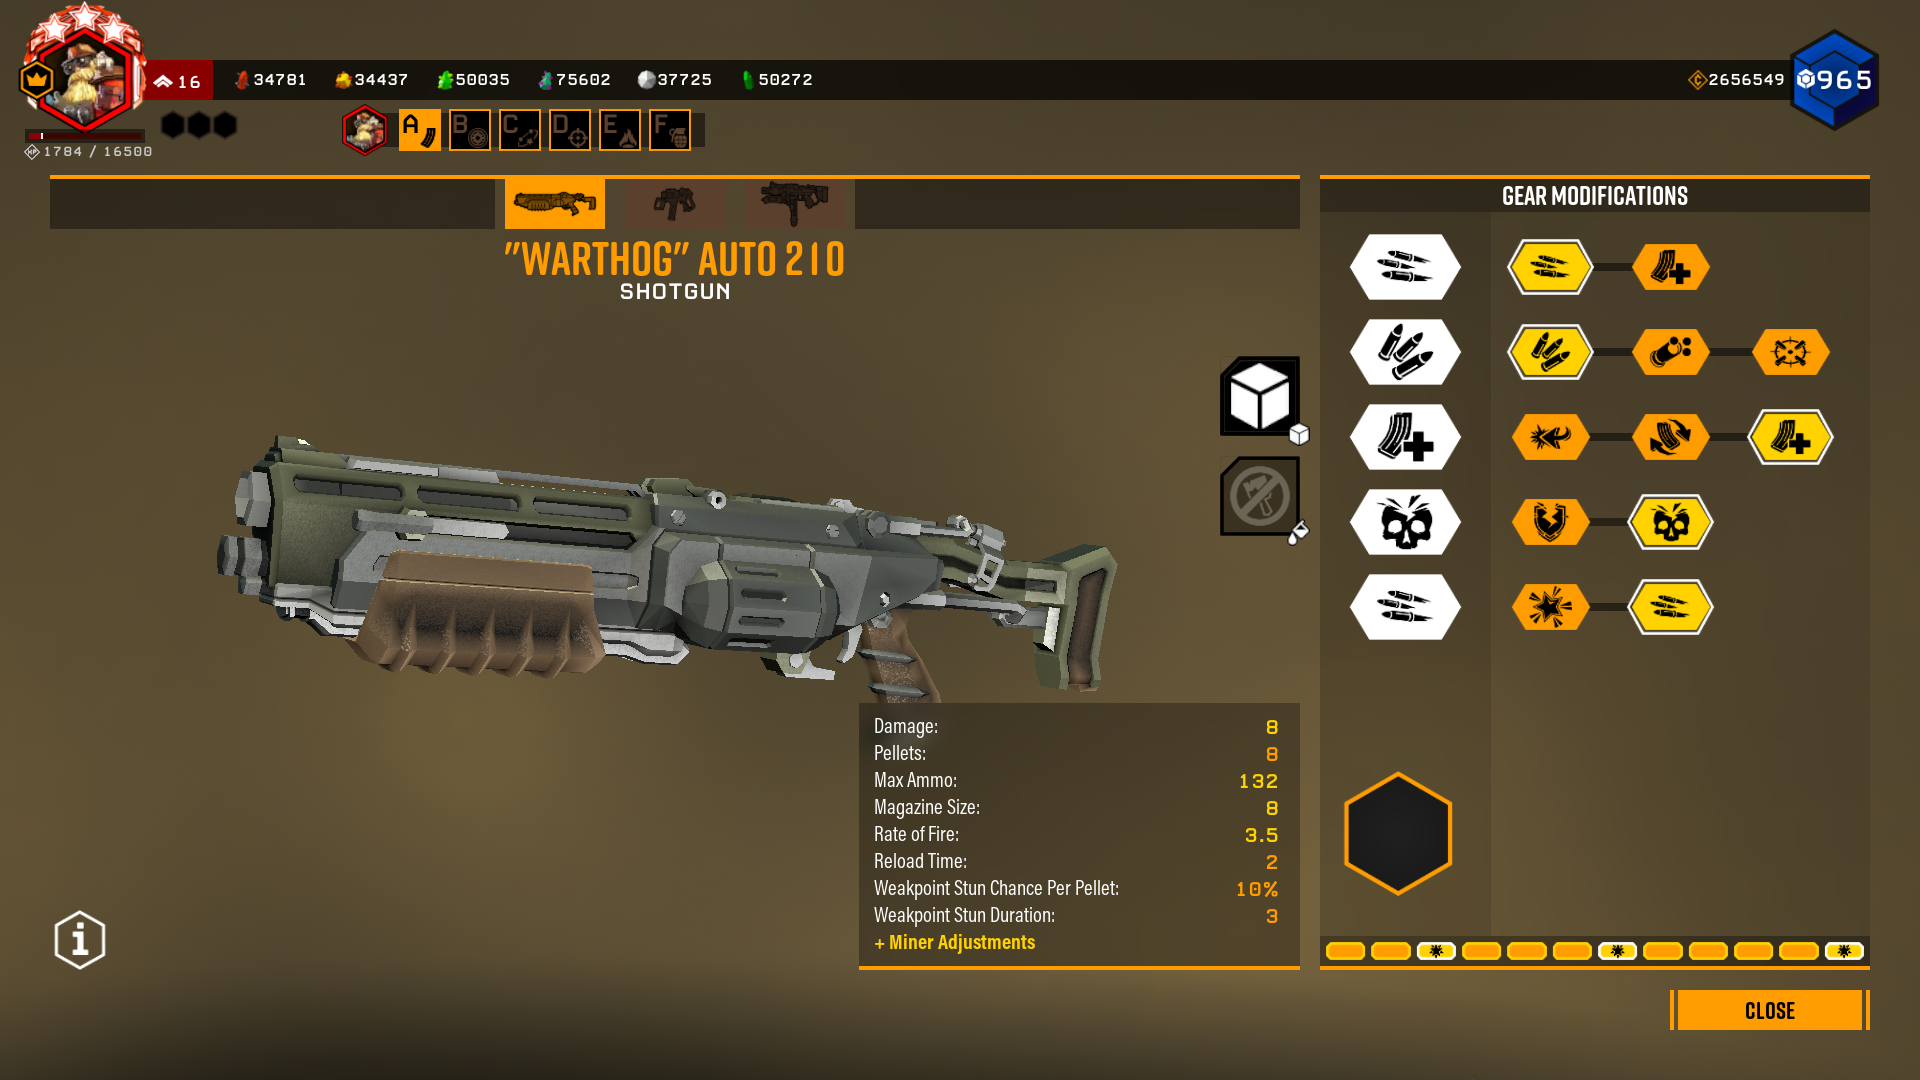 16
34781
34437
50035
75602
37725
50272
2656549
965
1784 / 16500
A
B
C
D
E
F
GEAR MODIFICATIONS
"WARTHOG" AUTO 210
SHOTGUN
Damage: 8
Pellets: 8
Max Ammo: 132
Magazine Size: 8
Rate of Fire: 3.5
Reload Time: 2
Weakpoint Stun Chance Per Pellet: 10%
Weakpoint Stun Duration: 3
+ Miner Adjustments
CLOSE